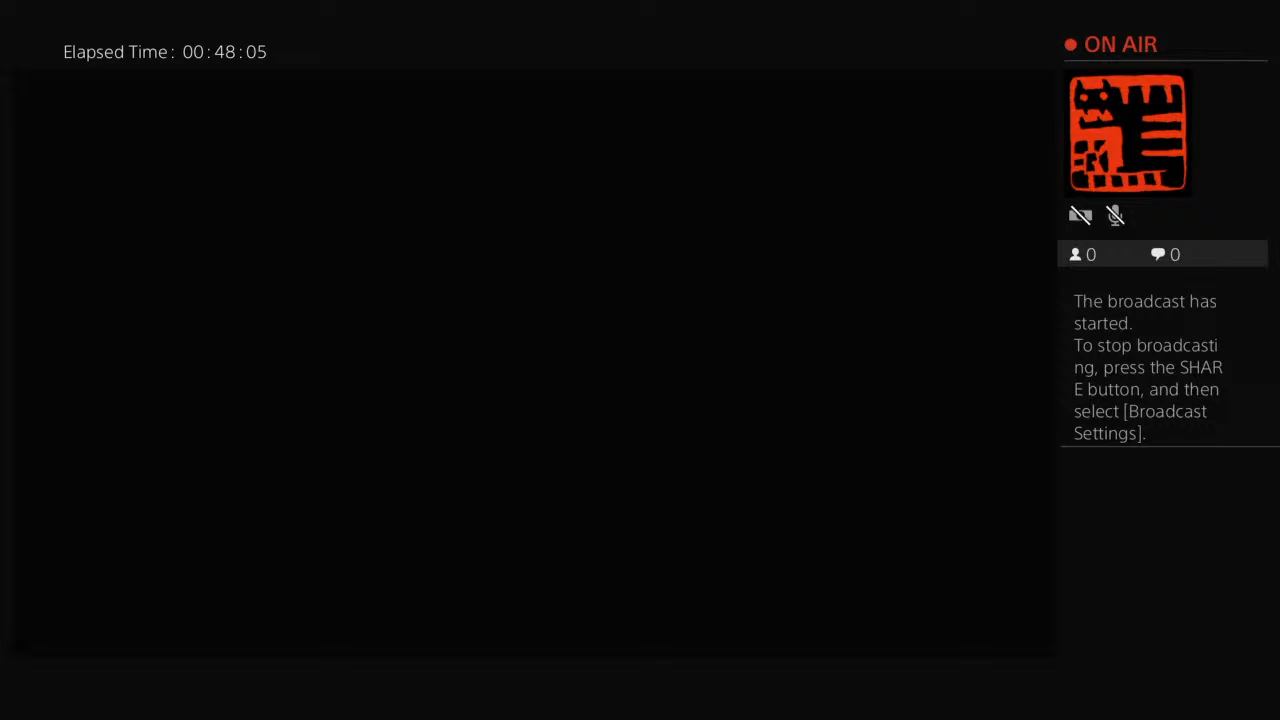 Elapsed Time: 00:48:05
ON AIR
0 0
The broadcast has
started.
To stop broadcasti
ng, press the SHAR
E button, and then
select [Broadcast
Settings].